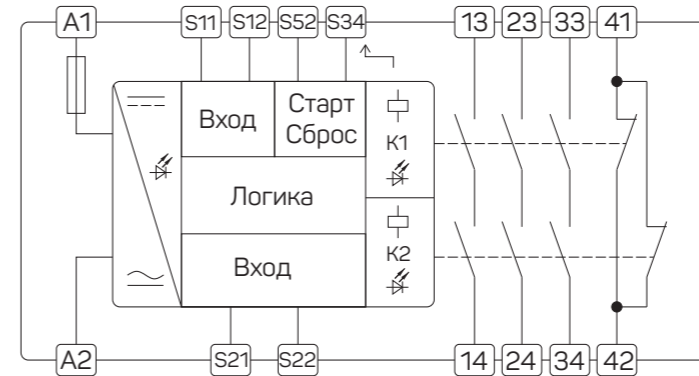 A1 S11 S12 S52 S34 13 23 33 41
Вход
Старт
Сброс
K1
Логика
K2
Вход
A2 S21 S22 14 24 34 42